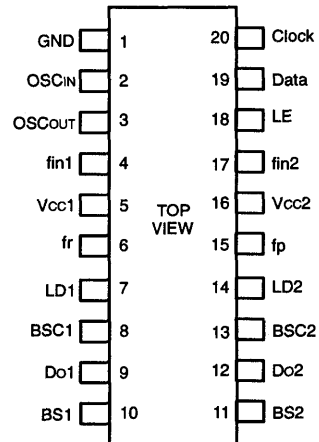 GND 1 20 Clock
OSCIN 2 19 Data
OSCOUT 3 18 LE
fin1 4 17 fin2
Vcc1 5 16 Vcc2
TOP
VIEW
fr 6 15 fp
LD1 7 14 LD2
BSC1 8 13 BSC2
Do1 9 12 Do2
BS1 10 11 BS2